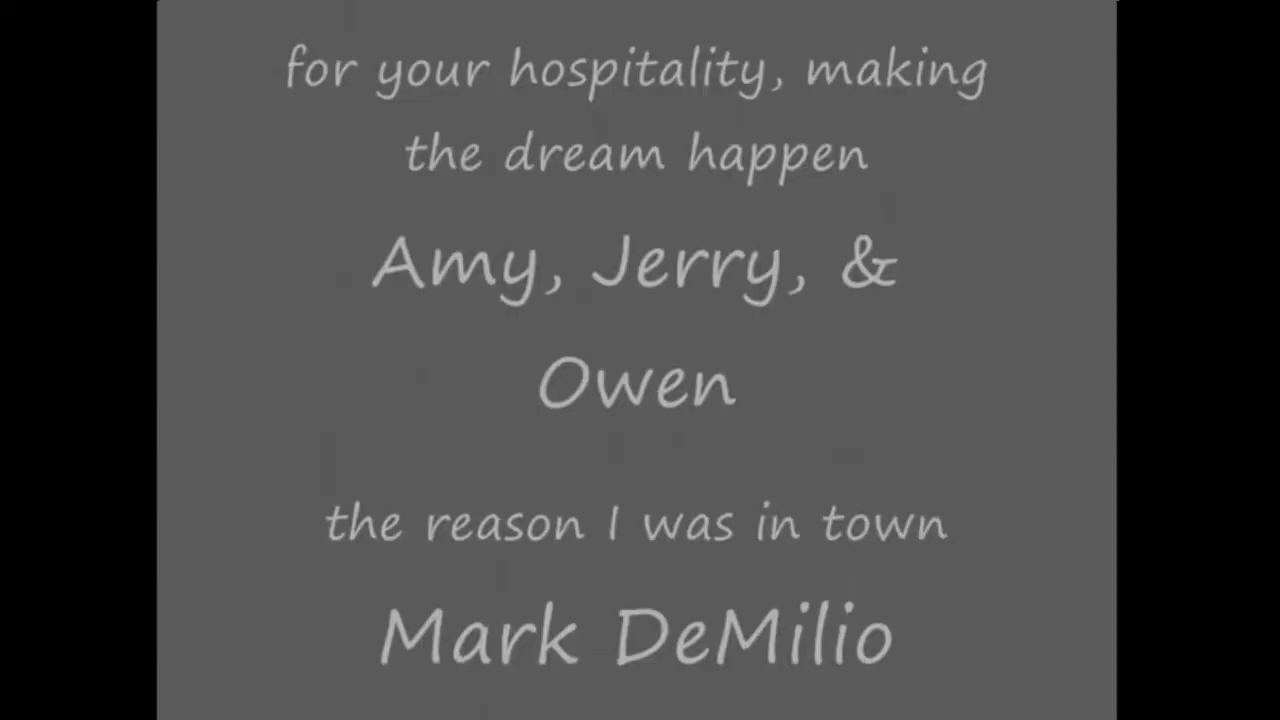 for your hospitality, making
the dream happen
Amy, Jerry, &
Owen
the reason I was in town
Mark DeMilio